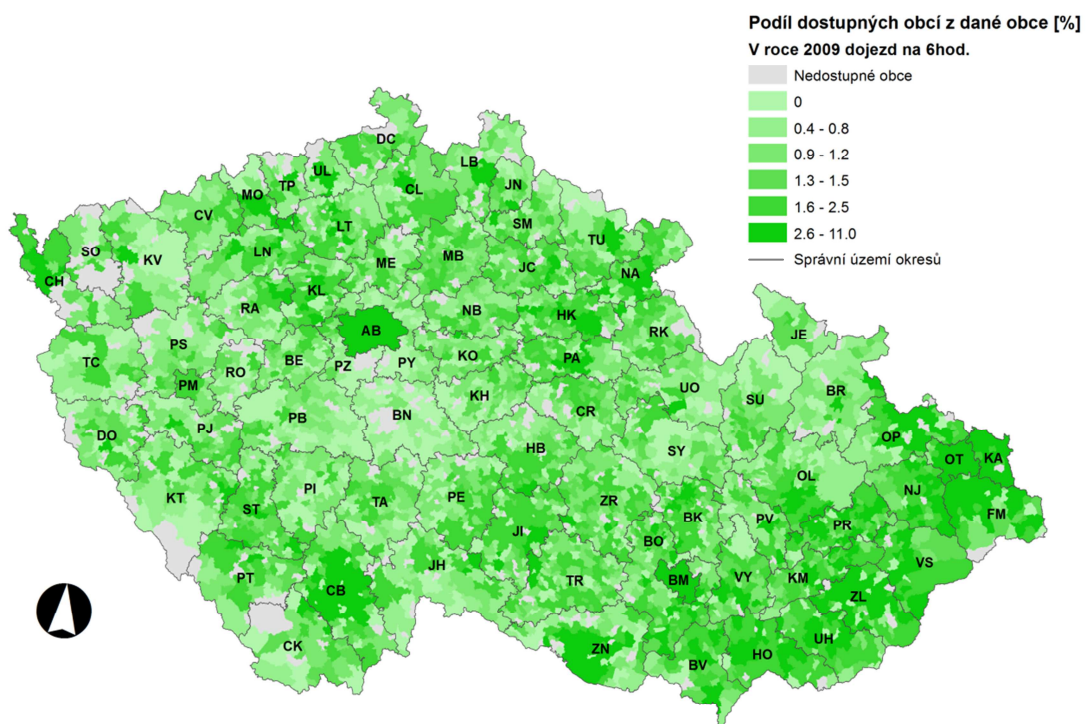 Podíl dostupných obcí z dané obce [%]
V roce 2009 dojezd na 6hod.
Nedostupné obce
0
0.4 - 0.8
0.9 - 1.2
1.3 - 1.5
1.6 - 2.5
2.6 - 11.0
Správní území okresů
DC
LB
UL
TP
MO
CL
JN
CV
LT
SM
TU
SO
KV
LN
ME
MB
JC
NA
CH
RA
KL
NB
HK
AB
RK
JE
TC
PS
RO
BE
PZ
PY
KO
PA
PM
KH
UO
SU
BR
DO
PJ
PB
BN
CR
SY
OP
HB
OT
KA
KT
ST
PI
TA
PE
ZR
OL
NJ
FM
JI
BK
PV
PR
BO
PT
CB
JH
TR
BM
VY
KM
VS
ZL
CK
ZN
BV
HO
UH